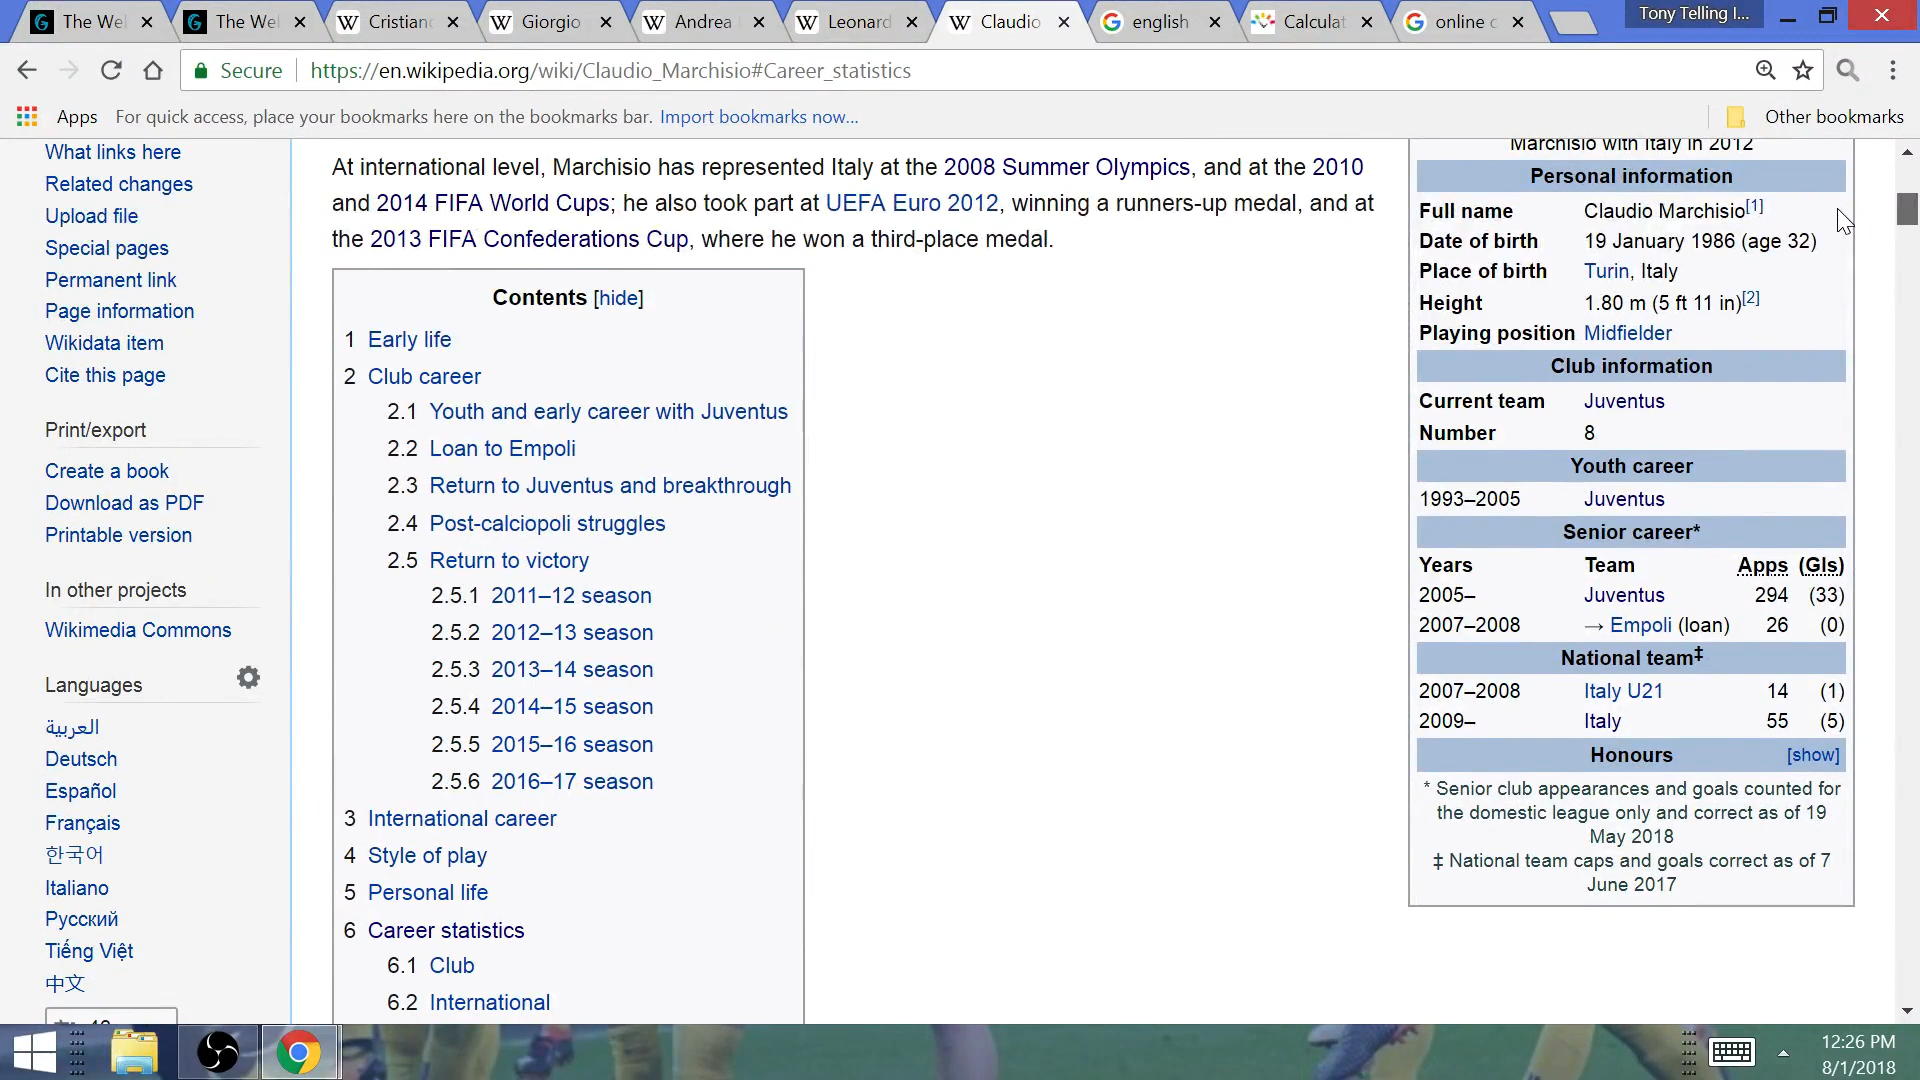 The Wel
The Wel
Cristian
Giorgio
Andrea
Leonard
Claudio
english
Calculat
online c
Tony Telling I...
Secure https://en.wikipedia.org/wiki/Claudio_Marchisio#Career_statistics
Apps For quick access, place your bookmarks here on the bookmarks bar. Import bookmarks now... Other bookmarks
What links here
Related changes
Upload file
Special pages
Permanent link
Page information
Wikidata item
Cite this page
Print/export
Create a book
Download as PDF
Printable version
In other projects
Wikimedia Commons
Languages
العربية
Deutsch
Español
Français
한국어
Italiano
Русский
Tiếng Việt
中文
At international level, Marchisio has represented Italy at the 2008 Summer Olympics, and at the 2010
and 2014 FIFA World Cups; he also took part at UEFA Euro 2012, winning a runners-up medal, and at
the 2013 FIFA Confederations Cup, where he won a third-place medal.
Contents [hide]
1 Early life
2 Club career
2.1 Youth and early career with Juventus
2.2 Loan to Empoli
2.3 Return to Juventus and breakthrough
2.4 Post-calciopoli struggles
2.5 Return to victory
2.5.1 2011–12 season
2.5.2 2012–13 season
2.5.3 2013–14 season
2.5.4 2014–15 season
2.5.5 2015–16 season
2.5.6 2016–17 season
3 International career
4 Style of play
5 Personal life
6 Career statistics
6.1 Club
6.2 International
Marchisio with Italy in 2012
Personal information
Full name Claudio Marchisio[1]
Date of birth 19 January 1986 (age 32)
Place of birth Turin, Italy
Height 1.80 m (5 ft 11 in)[2]
Playing position Midfielder
Club information
Current team Juventus
Number 8
Youth career
1993–2005 Juventus
Senior career*
Years Team Apps (Gls)
2005– Juventus 294 (33)
2007–2008 → Empoli (loan) 26 (0)
National team‡
2007–2008 Italy U21 14 (1)
2009– Italy 55 (5)
Honours [show]
* Senior club appearances and goals counted for
the domestic league only and correct as of 19
May 2018
‡ National team caps and goals correct as of 7
June 2017
12:26 PM
8/1/2018